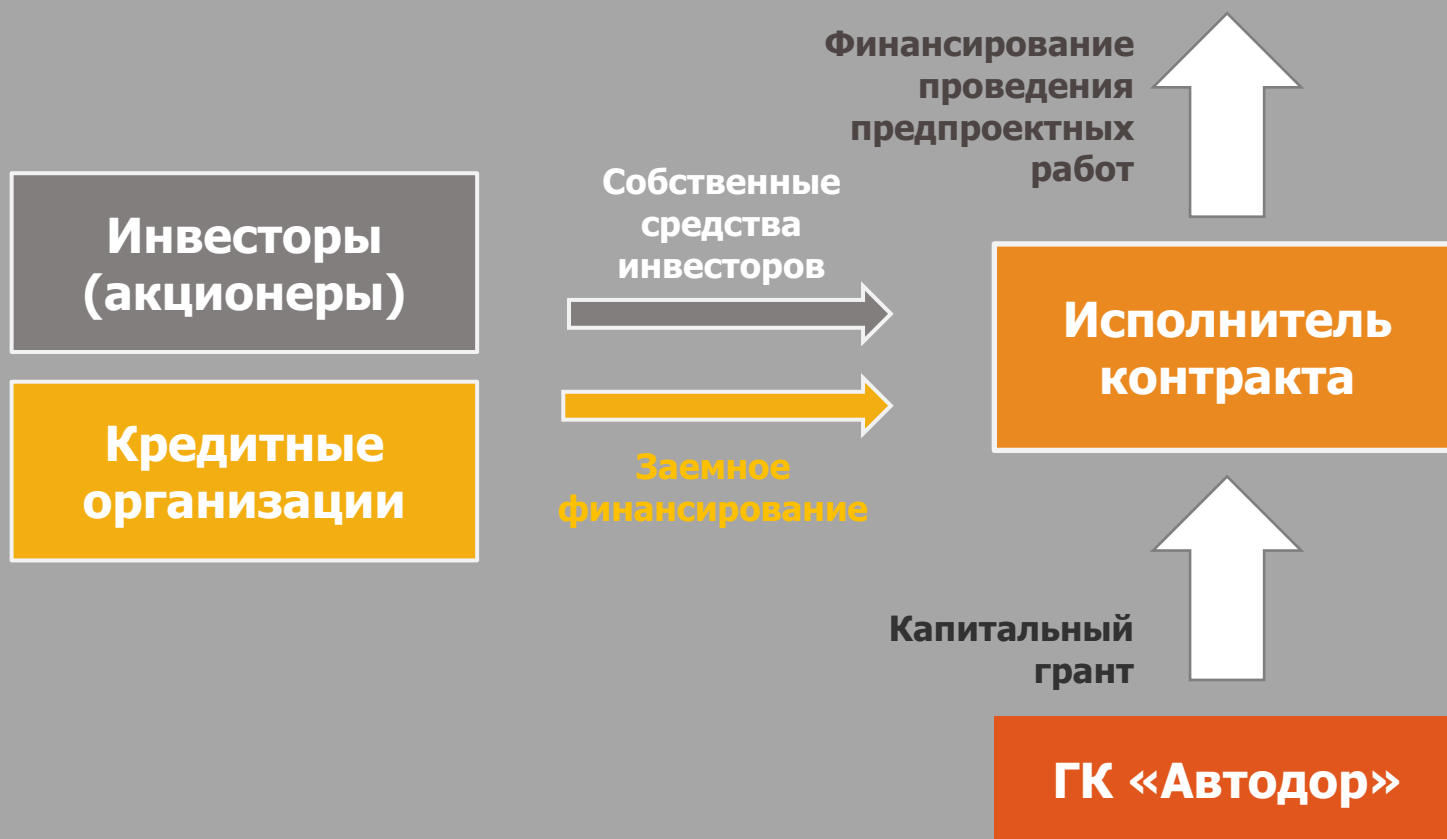 Финансирование
проведения
предпроектных
работ
Инвесторы
(акционеры)
Собственные
средства
инвесторов
Исполнитель
контракта
Кредитные
организации
Заемное
финансирование
Капитальный
грант
ГК «Автодор»